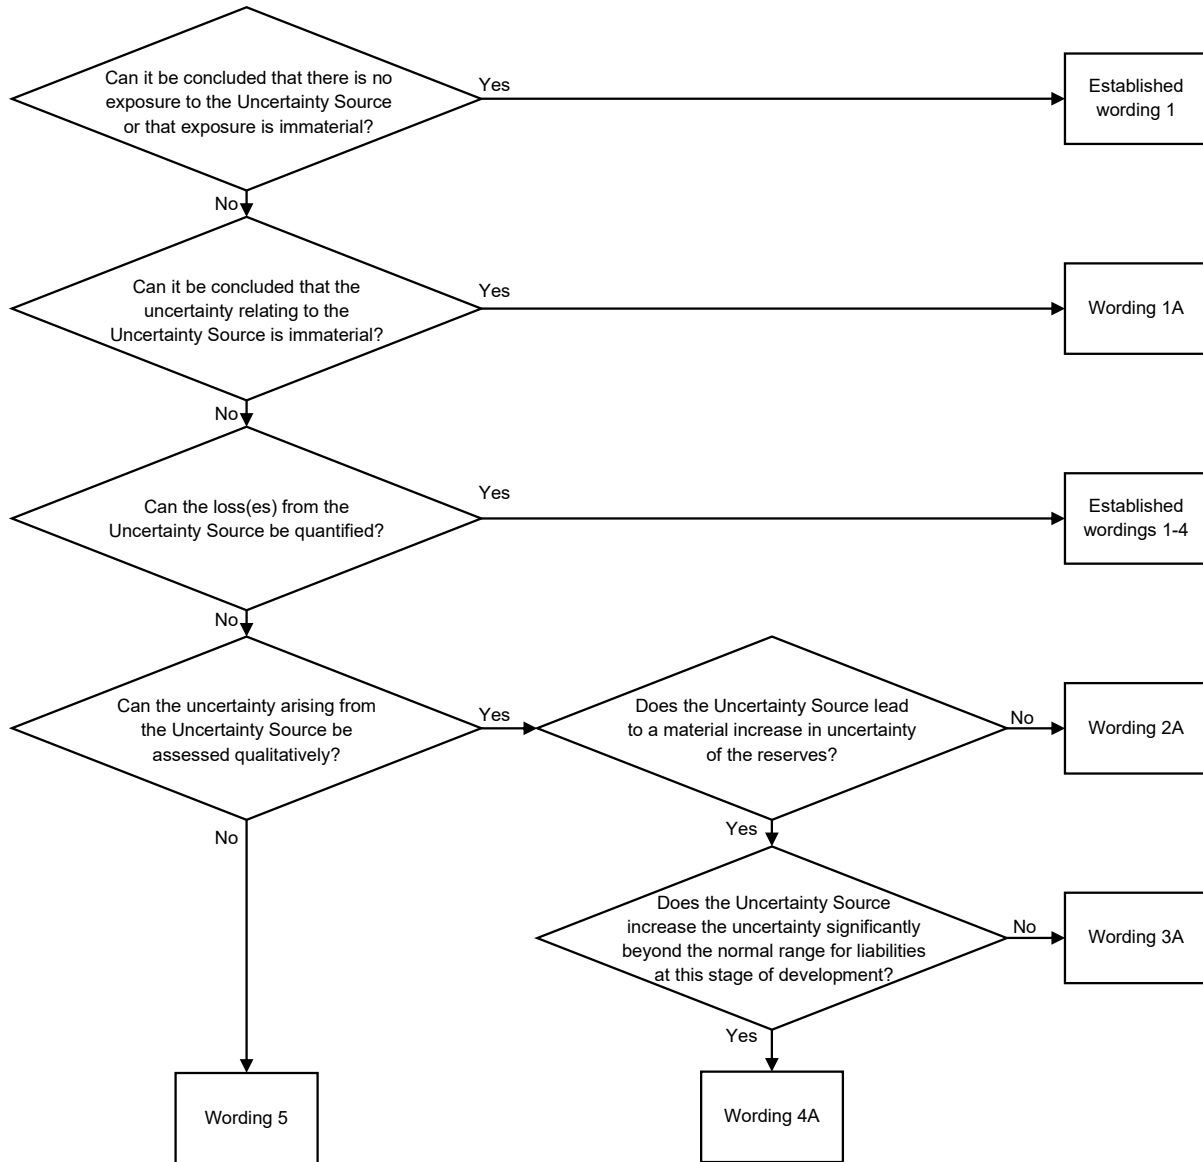 Can it be concluded that there is no
exposure to the Uncertainty Source
or that exposure is immaterial?
Yes
Established
wording 1
No
Can it be concluded that the
uncertainty relating to the
Uncertainty Source is immaterial?
Yes
Wording 1A
No
Can the loss(es) from the
Uncertainty Source be quantified?
Yes
Established
wordings 1-4
No
Can the uncertainty arising from
the Uncertainty Source be
assessed qualitatively?
Yes
Does the Uncertainty Source lead
to a material increase in uncertainty
of the reserves?
No
Wording 2A
No
Yes
Does the Uncertainty Source
increase the uncertainty significantly
beyond the normal range for liabilities
at this stage of development?
No
Wording 3A
Yes
Wording 5
Wording 4A